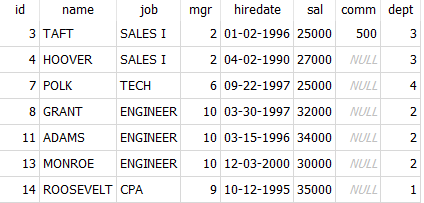 id name job mgr hiredate sal comm dept
3 TAFT SALES I 2 01-02-1996 25000 500 3
4 HOOVER SALES I 2 04-02-1990 27000 NULL 3
7 POLK TECH 6 09-22-1997 25000 NULL 4
8 GRANT ENGINEER 10 03-30-1997 32000 NULL 2
11 ADAMS ENGINEER 10 03-15-1996 34000 NULL 2
13 MONROE ENGINEER 10 12-03-2000 30000 NULL 2
14 ROOSEVELT CPA 9 10-12-1995 35000 NULL 1